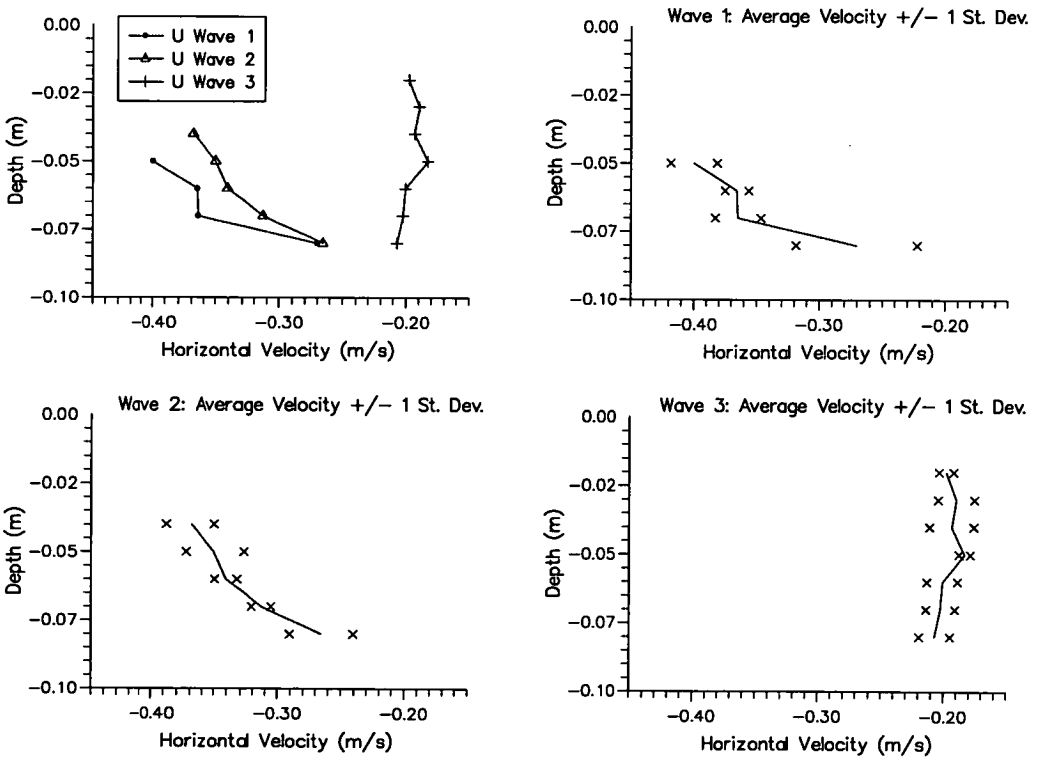 0.00
−0.02
−0.05
−0.07
−0.10
Depth (m)
U Wave 1
U Wave 2
U Wave 3
−0.40 −0.30 −0.20
Horizontal Velocity (m/s)
Wave 1: Average Velocity +/− 1 St. Dev.
0.00
−0.02
−0.05
−0.07
−0.10
Depth (m)
−0.40 −0.30 −0.20
Horizontal Velocity (m/s)
Wave 2: Average Velocity +/− 1 St. Dev.
0.00
−0.02
−0.05
−0.07
−0.10
Depth (m)
−0.40 −0.30 −0.20
Horizontal Velocity (m/s)
Wave 3: Average Velocity +/− 1 St. Dev.
0.00
−0.02
−0.05
−0.07
−0.10
Depth (m)
−0.40 −0.30 −0.20
Horizontal Velocity (m/s)